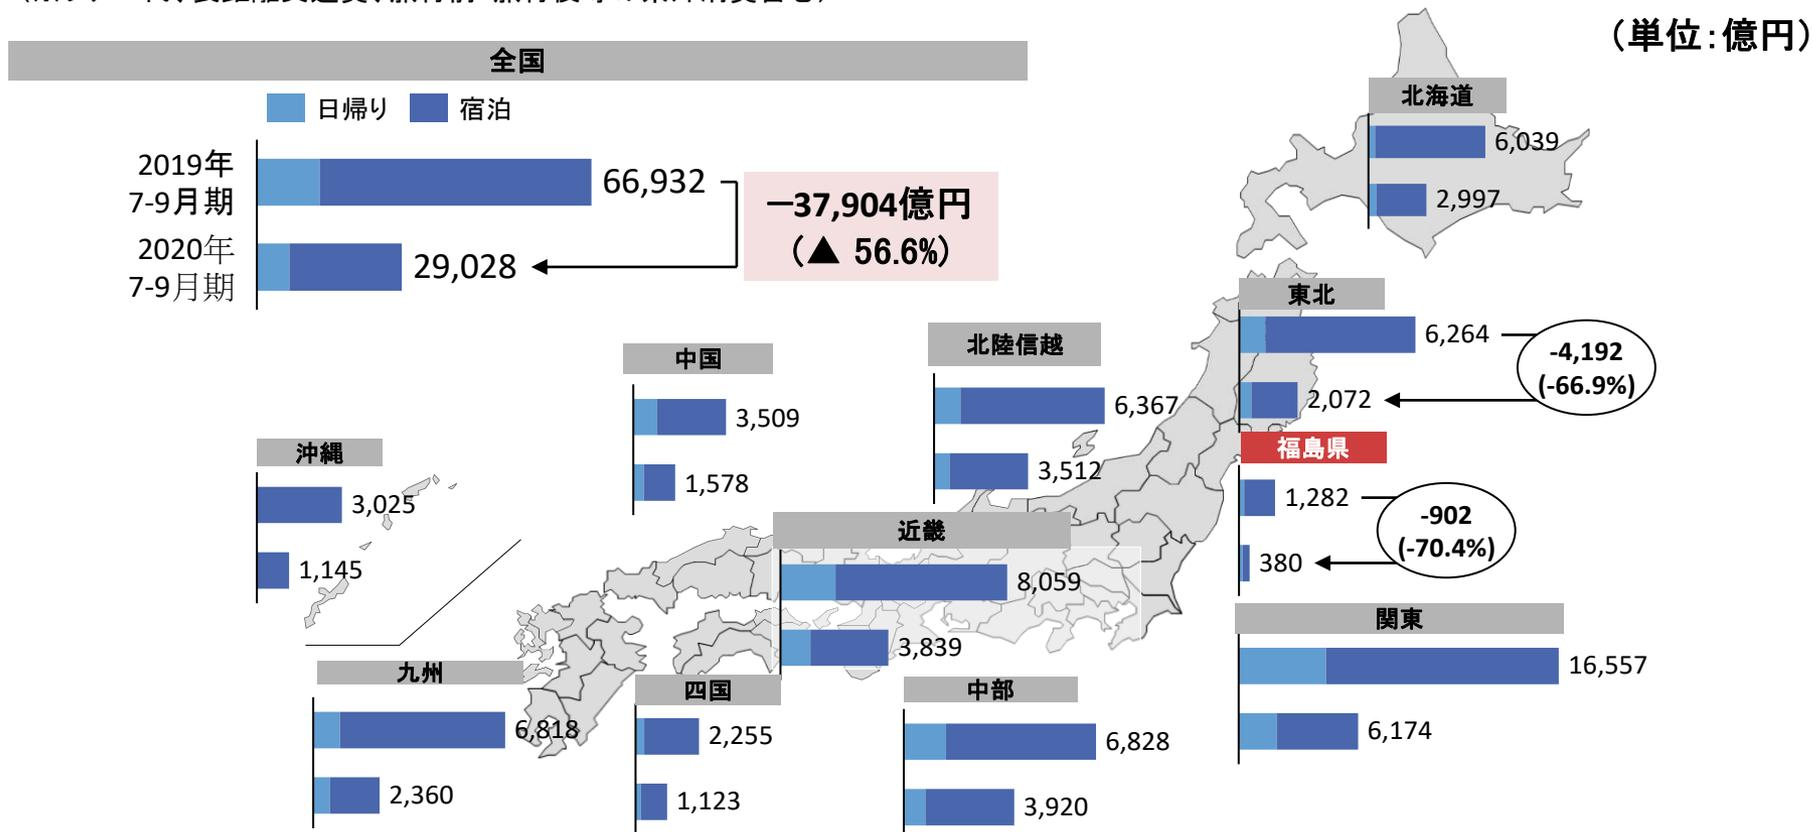 (単位：億円)
全国
日帰り 宿泊
2019年
7-9月期
66,932
2020年
7-9月期
29,028
－37,904億円
(▲ 56.6%)
北海道
6,039
2,997
東北
6,264
2,072
-4,192
(-66.9%)
福島県
1,282
380
-902
(-70.4%)
関東
16,557
6,174
北陸信越
6,367
3,512
中国
3,509
1,578
沖縄
3,025
1,145
近畿
8,059
3,839
九州
6,818
2,360
四国
2,255
1,123
中部
6,828
3,920